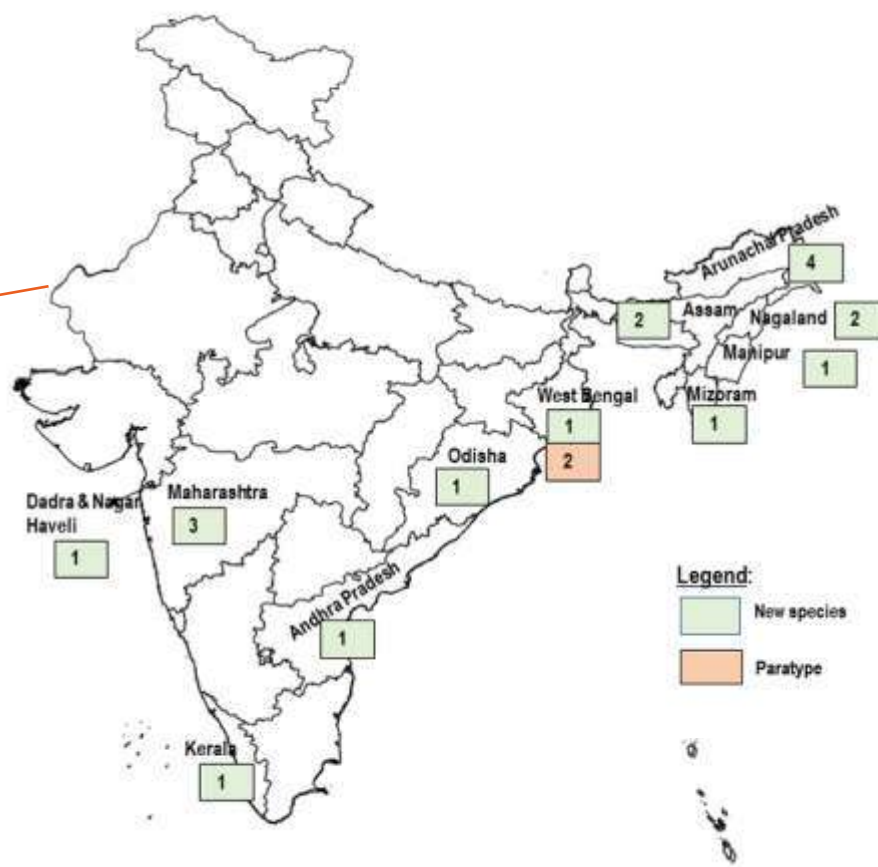 Arunachal Pradesh
4
Assam
2
Nagaland
2
Manipur
1
West Bengal
1
2
Mizoram
1
Odisha
1
Dadra & Nagar
Haveli
1
Maharashtra
3
Andhra Pradesh
1
Legend:
New species
Paratype
Kerala
1